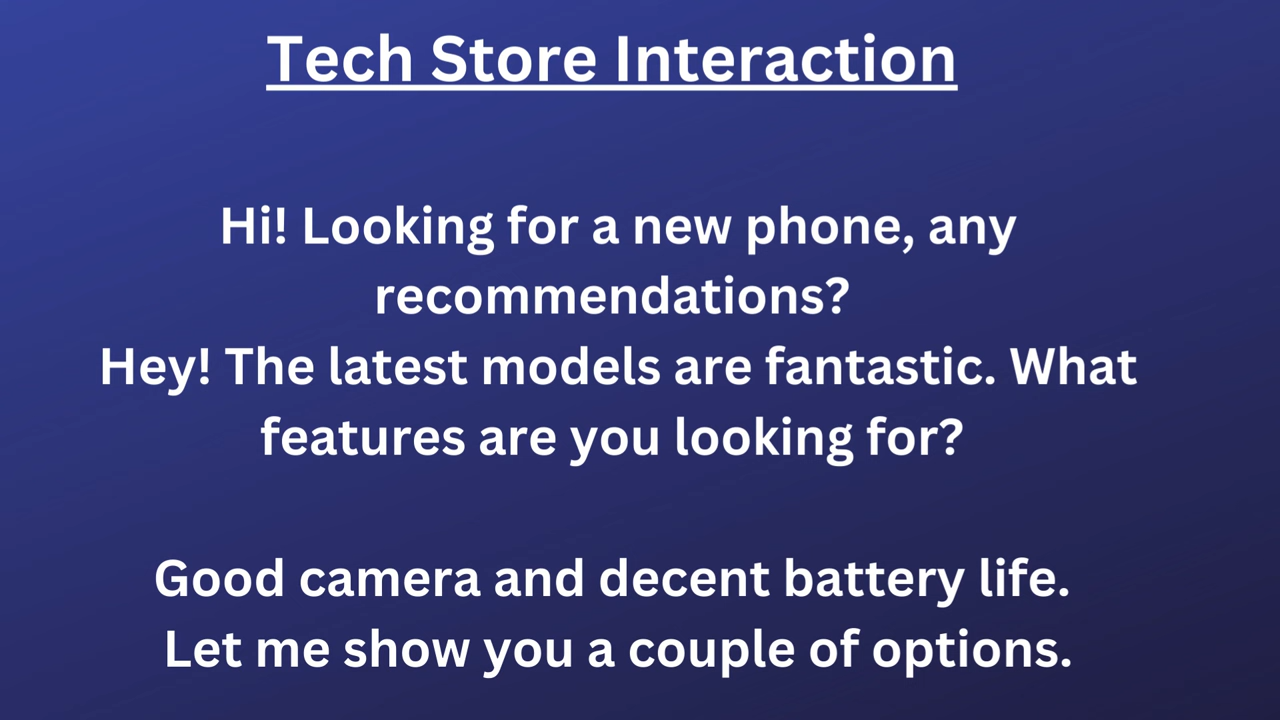 Tech Store Interaction
Hi! Looking for a new phone, any
recommendations?
Hey! The latest models are fantastic. What
features are you looking for?
Good camera and decent battery life.
Let me show you a couple of options.